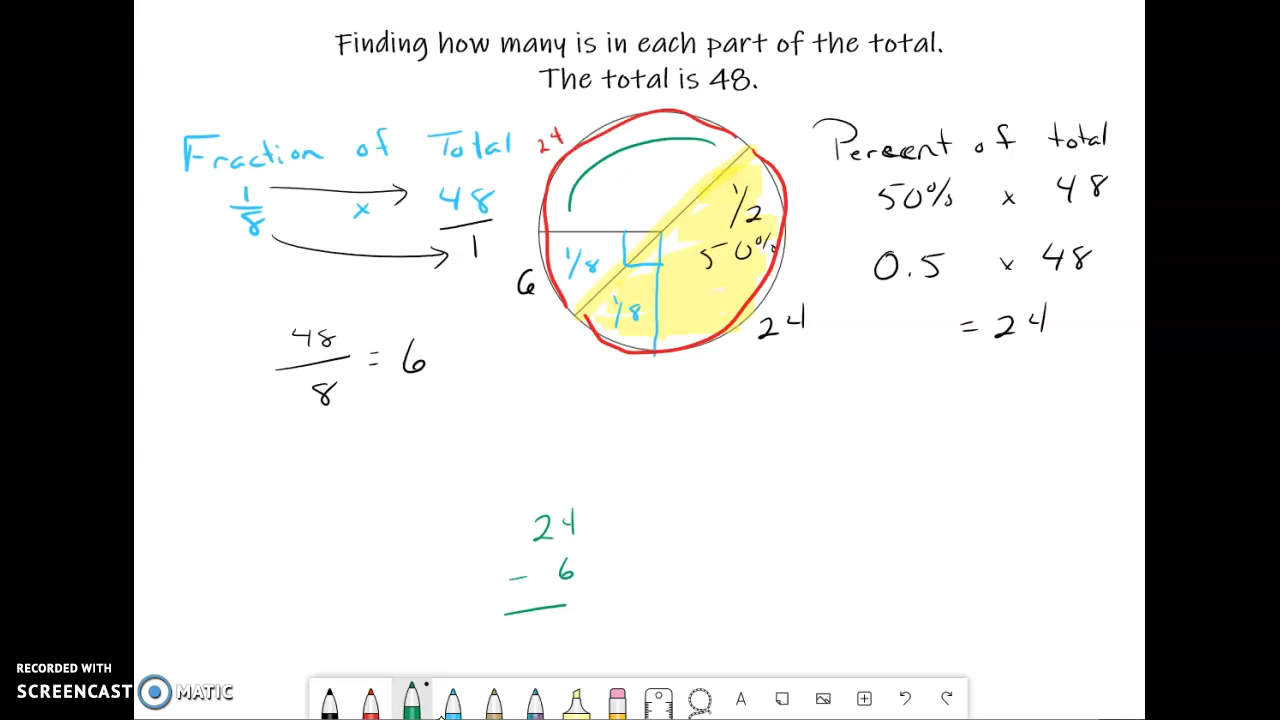 Finding how many is in each part of the total.
The total is 48.
Fraction of Total
1/8 x 48/1
48/8 = 6
24
1/2
50%
1/8
1/8
6
24
Percent of total
50% x 48
0.5 x 48
= 24
24
- 6
RECORDED WITH
SCREENCAST MATIC
A